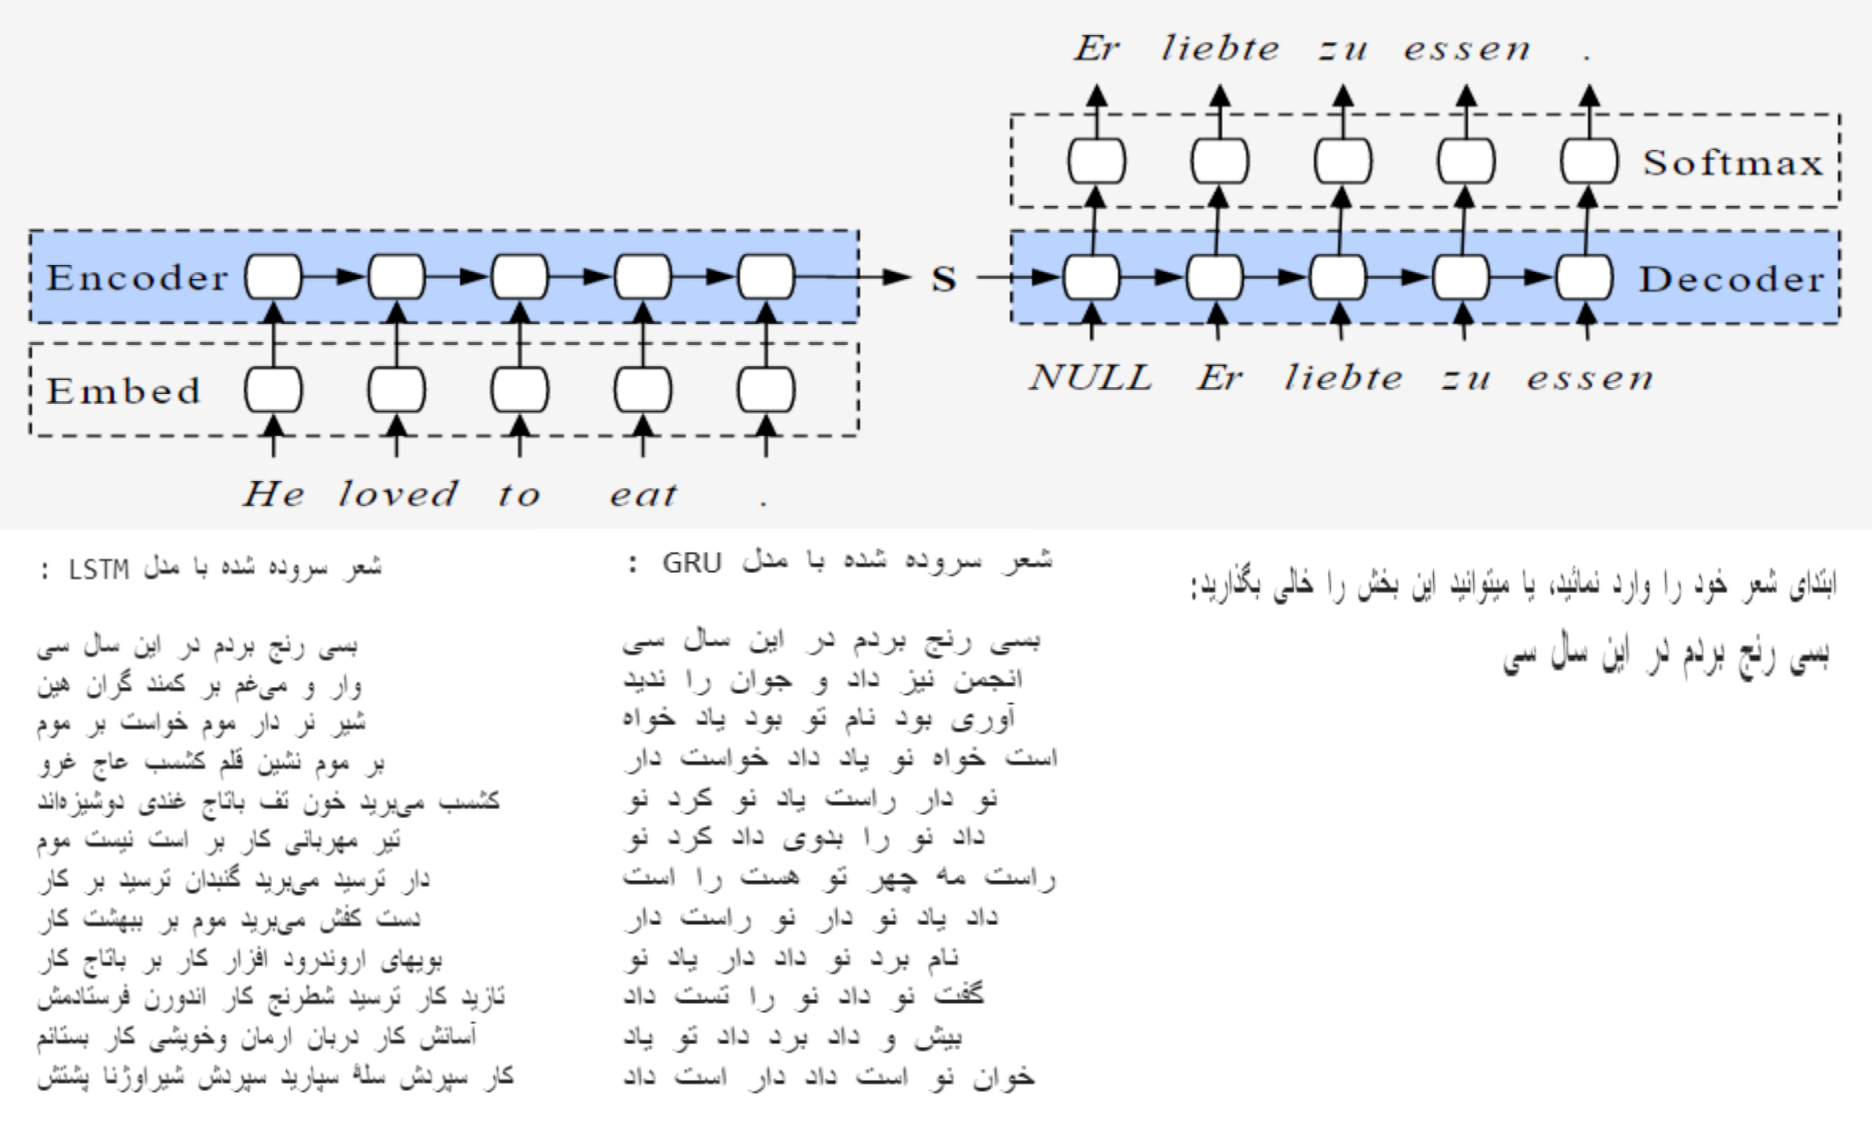 Er liebte zu essen .
Softmax
Encoder
S
Decoder
Embed
NULL Er liebte zu essen
He loved to eat .
ابتدای شعر خود را وارد نمائید، یا میتوانید این بخش را خالی بگذارید:
بسی رنج بردم در این سال سی
شعر سروده شده با مدل GRU :
بسی رنج بردم در این سال سی
انجمن نیز داد و جوان را ندید
آوری بود نام تو بود یاد خواه
است خواه نو یاد داد خواست دار
نو دار راست یاد نو کرد نو
داد نو را بدوی داد کرد نو
راست مه چهر تو هست را است
داد یاد نو دار نو راست دار
نام برد نو داد دار یاد نو
گفت نو داد نو را تست داد
بیش و داد برد داد تو یاد
خوان نو است داد دار است داد
شعر سروده شده با مدل LSTM :
بسی رنج بردم در این سال سی
وار و می‌غم بر کمند گران هین
شیر نر دار موم خواست بر موم
بر موم نشین قلم کشسب عاج غرو
کشسب می‌برید خون تف باتاج غندی دوشیزه‌اند
تیر مهربانی کار بر است نیست موم
دار ترسید می‌برید گنبدان ترسید بر کار
دست کفش می‌برید موم بر ببهشت کار
بویهای اروندرود افزار کار بر باتاج کار
تازید کار ترسید شطرنج کار اندورن فرستادمش
آسانش کار دربان ارمان وخویشی کار بستانم
کار سپردش سلهٔ سپارید سپردش شیراوژنا پشتش